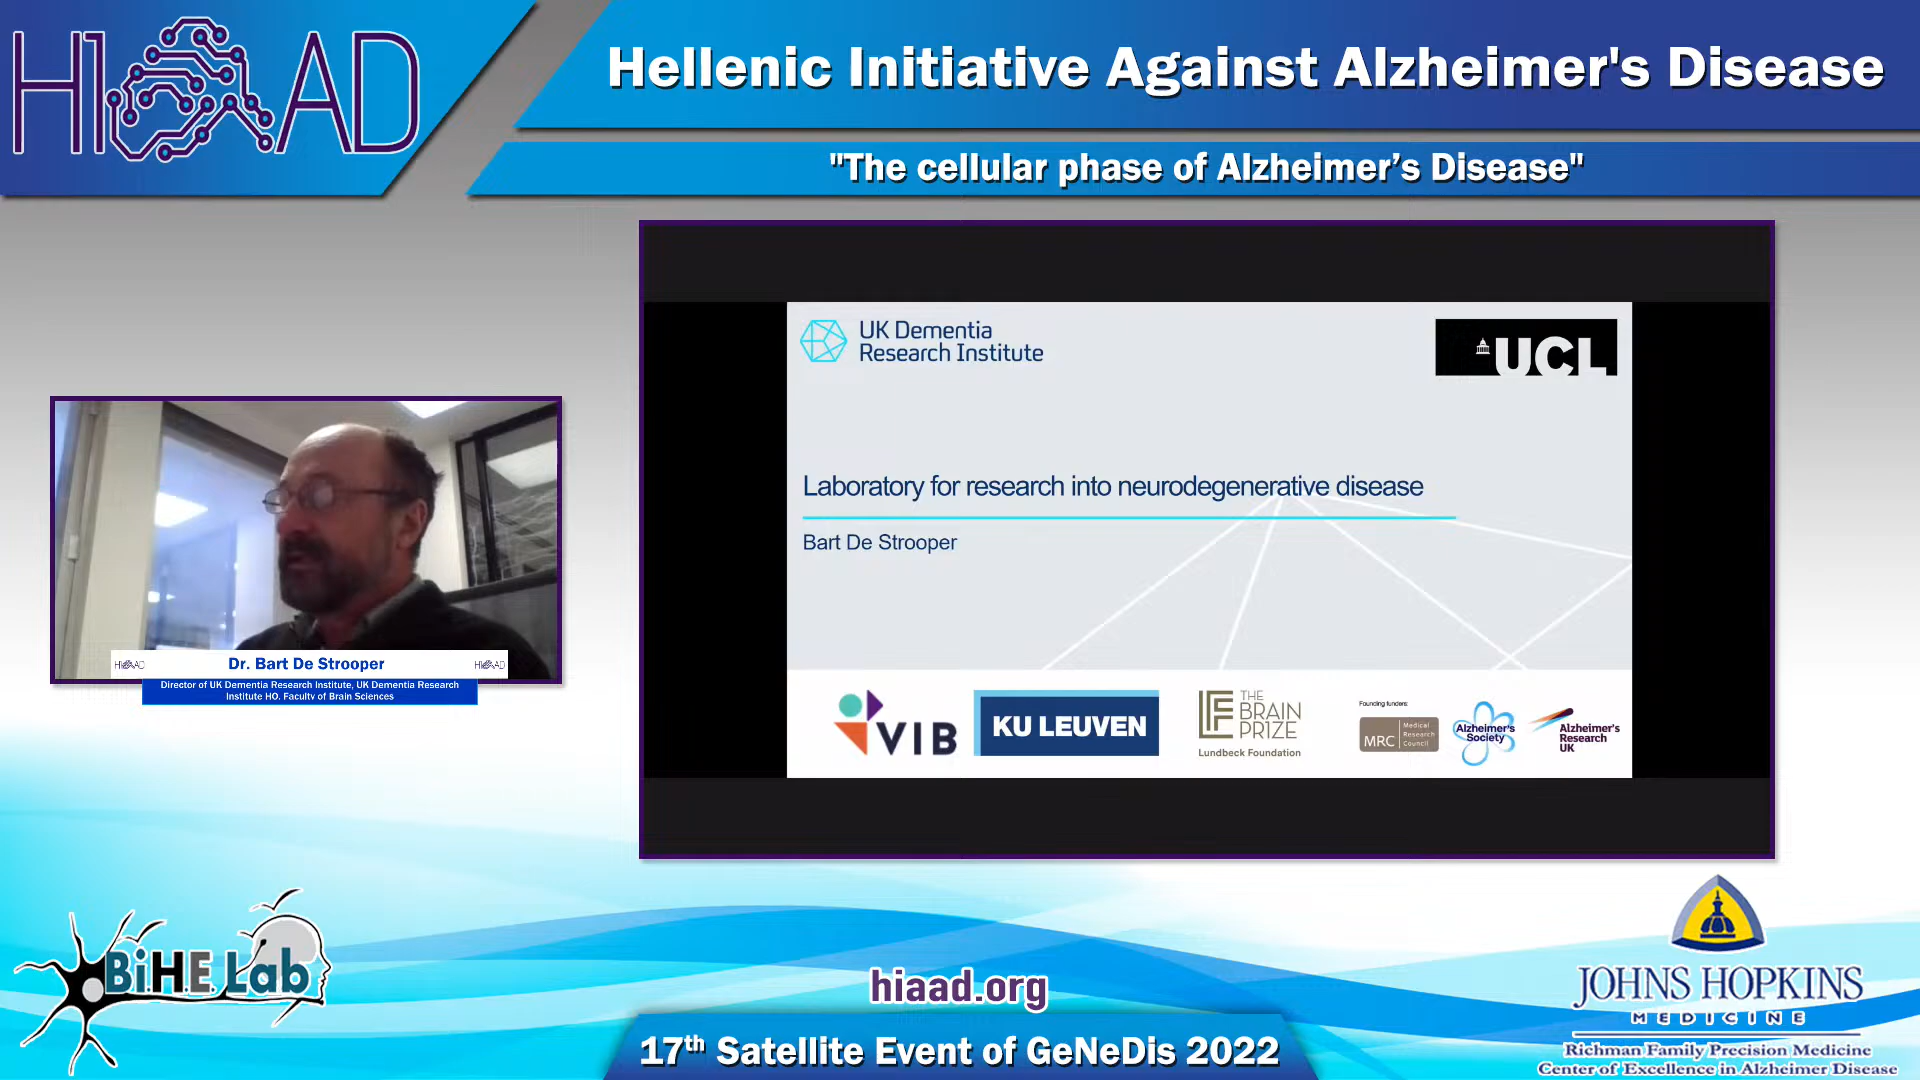 HIAAD
Hellenic Initiative Against Alzheimer's Disease
"The cellular phase of Alzheimer’s Disease"
UK Dementia
Research Institute
UCL
Laboratory for research into neurodegenerative disease
Bart De Strooper
VIB
KU LEUVEN
THE
BRAIN
PRIZE
Lundbeck Foundation
Founding funders:
MRC
Medical
Research
Council
Alzheimer's
Society
Alzheimer's
Research
UK
HIAAD
Dr. Bart De Strooper
HIAAD
Director of UK Dementia Research Institute, UK Dementia Research
Institute HQ, Faculty of Brain Sciences
BiHE Lab
hiaad.org
17th Satellite Event of GeNeDis 2022
JOHNS HOPKINS
MEDICINE
Richman Family Precision Medicine
Center of Excellence in Alzheimer Disease